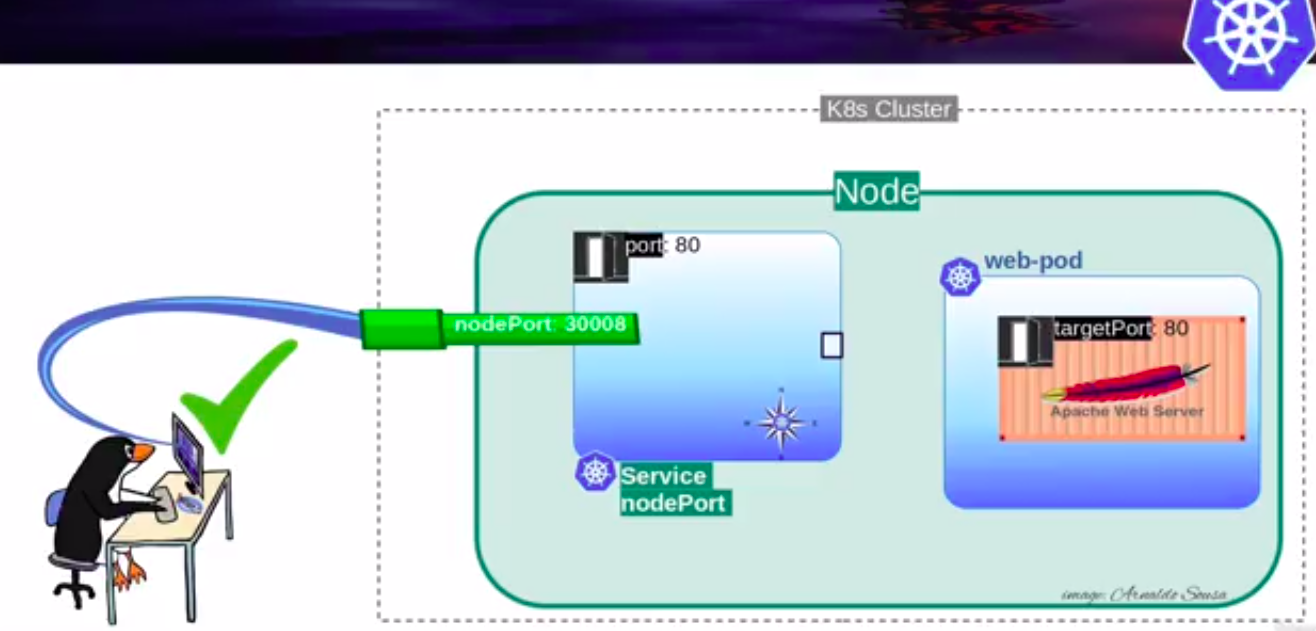 K8s Cluster
Node
port: 80
web-pod
nodePort: 30008
targetPort: 80
Apache Web Server
Service
nodePort
image: Arnaldo Sousa